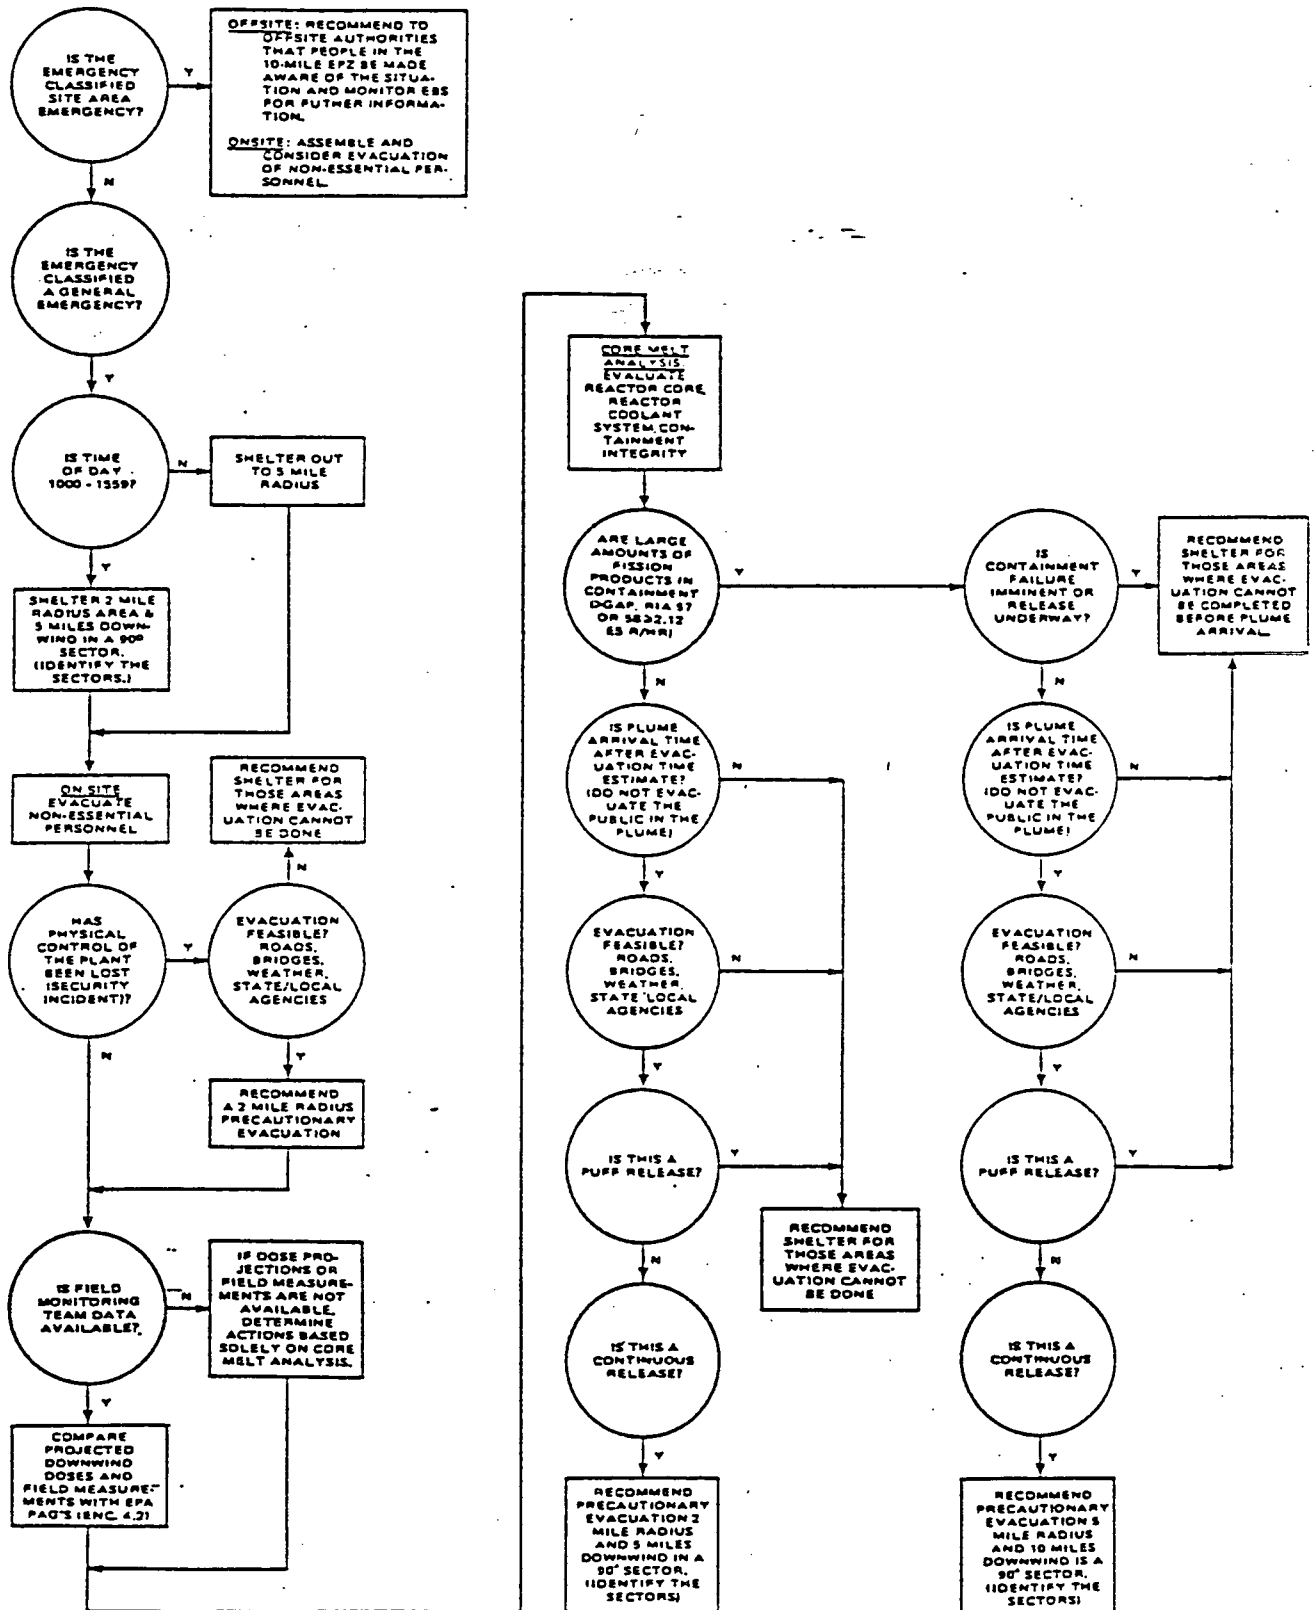 IS THE
EMERGENCY
CLASSIFIED
SITE AREA
EMERGENCY?
Y
OFFSITE: RECOMMEND TO
OFFSITE AUTHORITIES
THAT PEOPLE IN THE
10-MILE EPZ BE MADE
AWARE OF THE SITUA-
TION AND MONITOR EBS
FOR FUTHER INFORMA-
TION.
ONSITE: ASSEMBLE AND
CONSIDER EVACUATION
OF NON-ESSENTIAL PER-
SONNEL.
N
IS THE
EMERGENCY
CLASSIFIED
A GENERAL
EMERGENCY?
Y
IS TIME
OF DAY
1000 - 1559?
N
SHELTER OUT
TO 5 MILE
RADIUS
Y
SHELTER 2 MILE
RADIUS AREA &
5 MILES DOWN-
WIND IN A 90°
SECTOR.
(IDENTIFY THE
SECTORS.)
ON SITE
EVACUATE
NON-ESSENTIAL
PERSONNEL
HAS
PHYSICAL
CONTROL OF
THE PLANT
BEEN LOST
(SECURITY
INCIDENT)?
Y
EVACUATION
FEASIBLE?
ROADS,
BRIDGES,
WEATHER,
STATE/LOCAL
AGENCIES
N
RECOMMEND
SHELTER FOR
THOSE AREAS
WHERE EVAC-
UATION CANNOT
BE DONE
Y
RECOMMEND
A 2 MILE RADIUS
PRECAUTIONARY
EVACUATION
N
IS FIELD
MONITORING
TEAM DATA
AVAILABLE?
N
IF DOSE PRO-
JECTIONS OR
FIELD MEASURE-
MENTS ARE NOT
AVAILABLE,
DETERMINE
ACTIONS BASED
SOLELY ON CORE
MELT ANALYSIS.
Y
COMPARE
PROJECTED
DOWNWIND
DOSES AND
FIELD MEASURE-
MENTS WITH EPA
PAG'S (ENC. 4.2)
CORE MELT
ANALYSIS:
EVALUATE
REACTOR CORE,
REACTOR
COOLANT
SYSTEM, CON-
TAINMENT
INTEGRITY
ARE LARGE
AMOUNTS OF
FISSION
PRODUCTS IN
CONTAINMENT
(>GAP, RIA 57
OR 58≥2.12
E5 R/HR)
Y
N
IS PLUME
ARRIVAL TIME
AFTER EVAC-
UATION TIME
ESTIMATE?
(DO NOT EVAC-
UATE THE
PUBLIC IN THE
PLUME)
N
Y
EVACUATION
FEASIBLE?
ROADS,
BRIDGES,
WEATHER,
STATE/LOCAL
AGENCIES
N
Y
IS THIS A
PUFF RELEASE?
Y
RECOMMEND
SHELTER FOR
THOSE AREAS
WHERE EVAC-
UATION CANNOT
BE DONE
N
IS THIS A
CONTINUOUS
RELEASE?
Y
RECOMMEND
PRECAUTIONARY
EVACUATION 2
MILE RADIUS
AND 5 MILES
DOWNWIND IN A
90° SECTOR.
(IDENTIFY THE
SECTORS)
IS
CONTAINMENT
FAILURE
IMMINENT OR
RELEASE
UNDERWAY?
Y
RECOMMEND
SHELTER FOR
THOSE AREAS
WHERE EVAC-
UATION CANNOT
BE COMPLETED
BEFORE PLUME
ARRIVAL
N
IS PLUME
ARRIVAL TIME
AFTER EVAC-
UATION TIME
ESTIMATE?
(DO NOT EVAC-
UATE THE
PUBLIC IN THE
PLUME)
N
Y
EVACUATION
FEASIBLE?
ROADS,
BRIDGES,
WEATHER,
STATE/LOCAL
AGENCIES
N
Y
IS THIS A
PUFF RELEASE?
Y
N
IS THIS A
CONTINUOUS
RELEASE?
Y
RECOMMEND
PRECAUTIONARY
EVACUATION 5
MILE RADIUS
AND 10 MILES
DOWNWIND IS A
90° SECTOR.
(IDENTIFY THE
SECTORS)